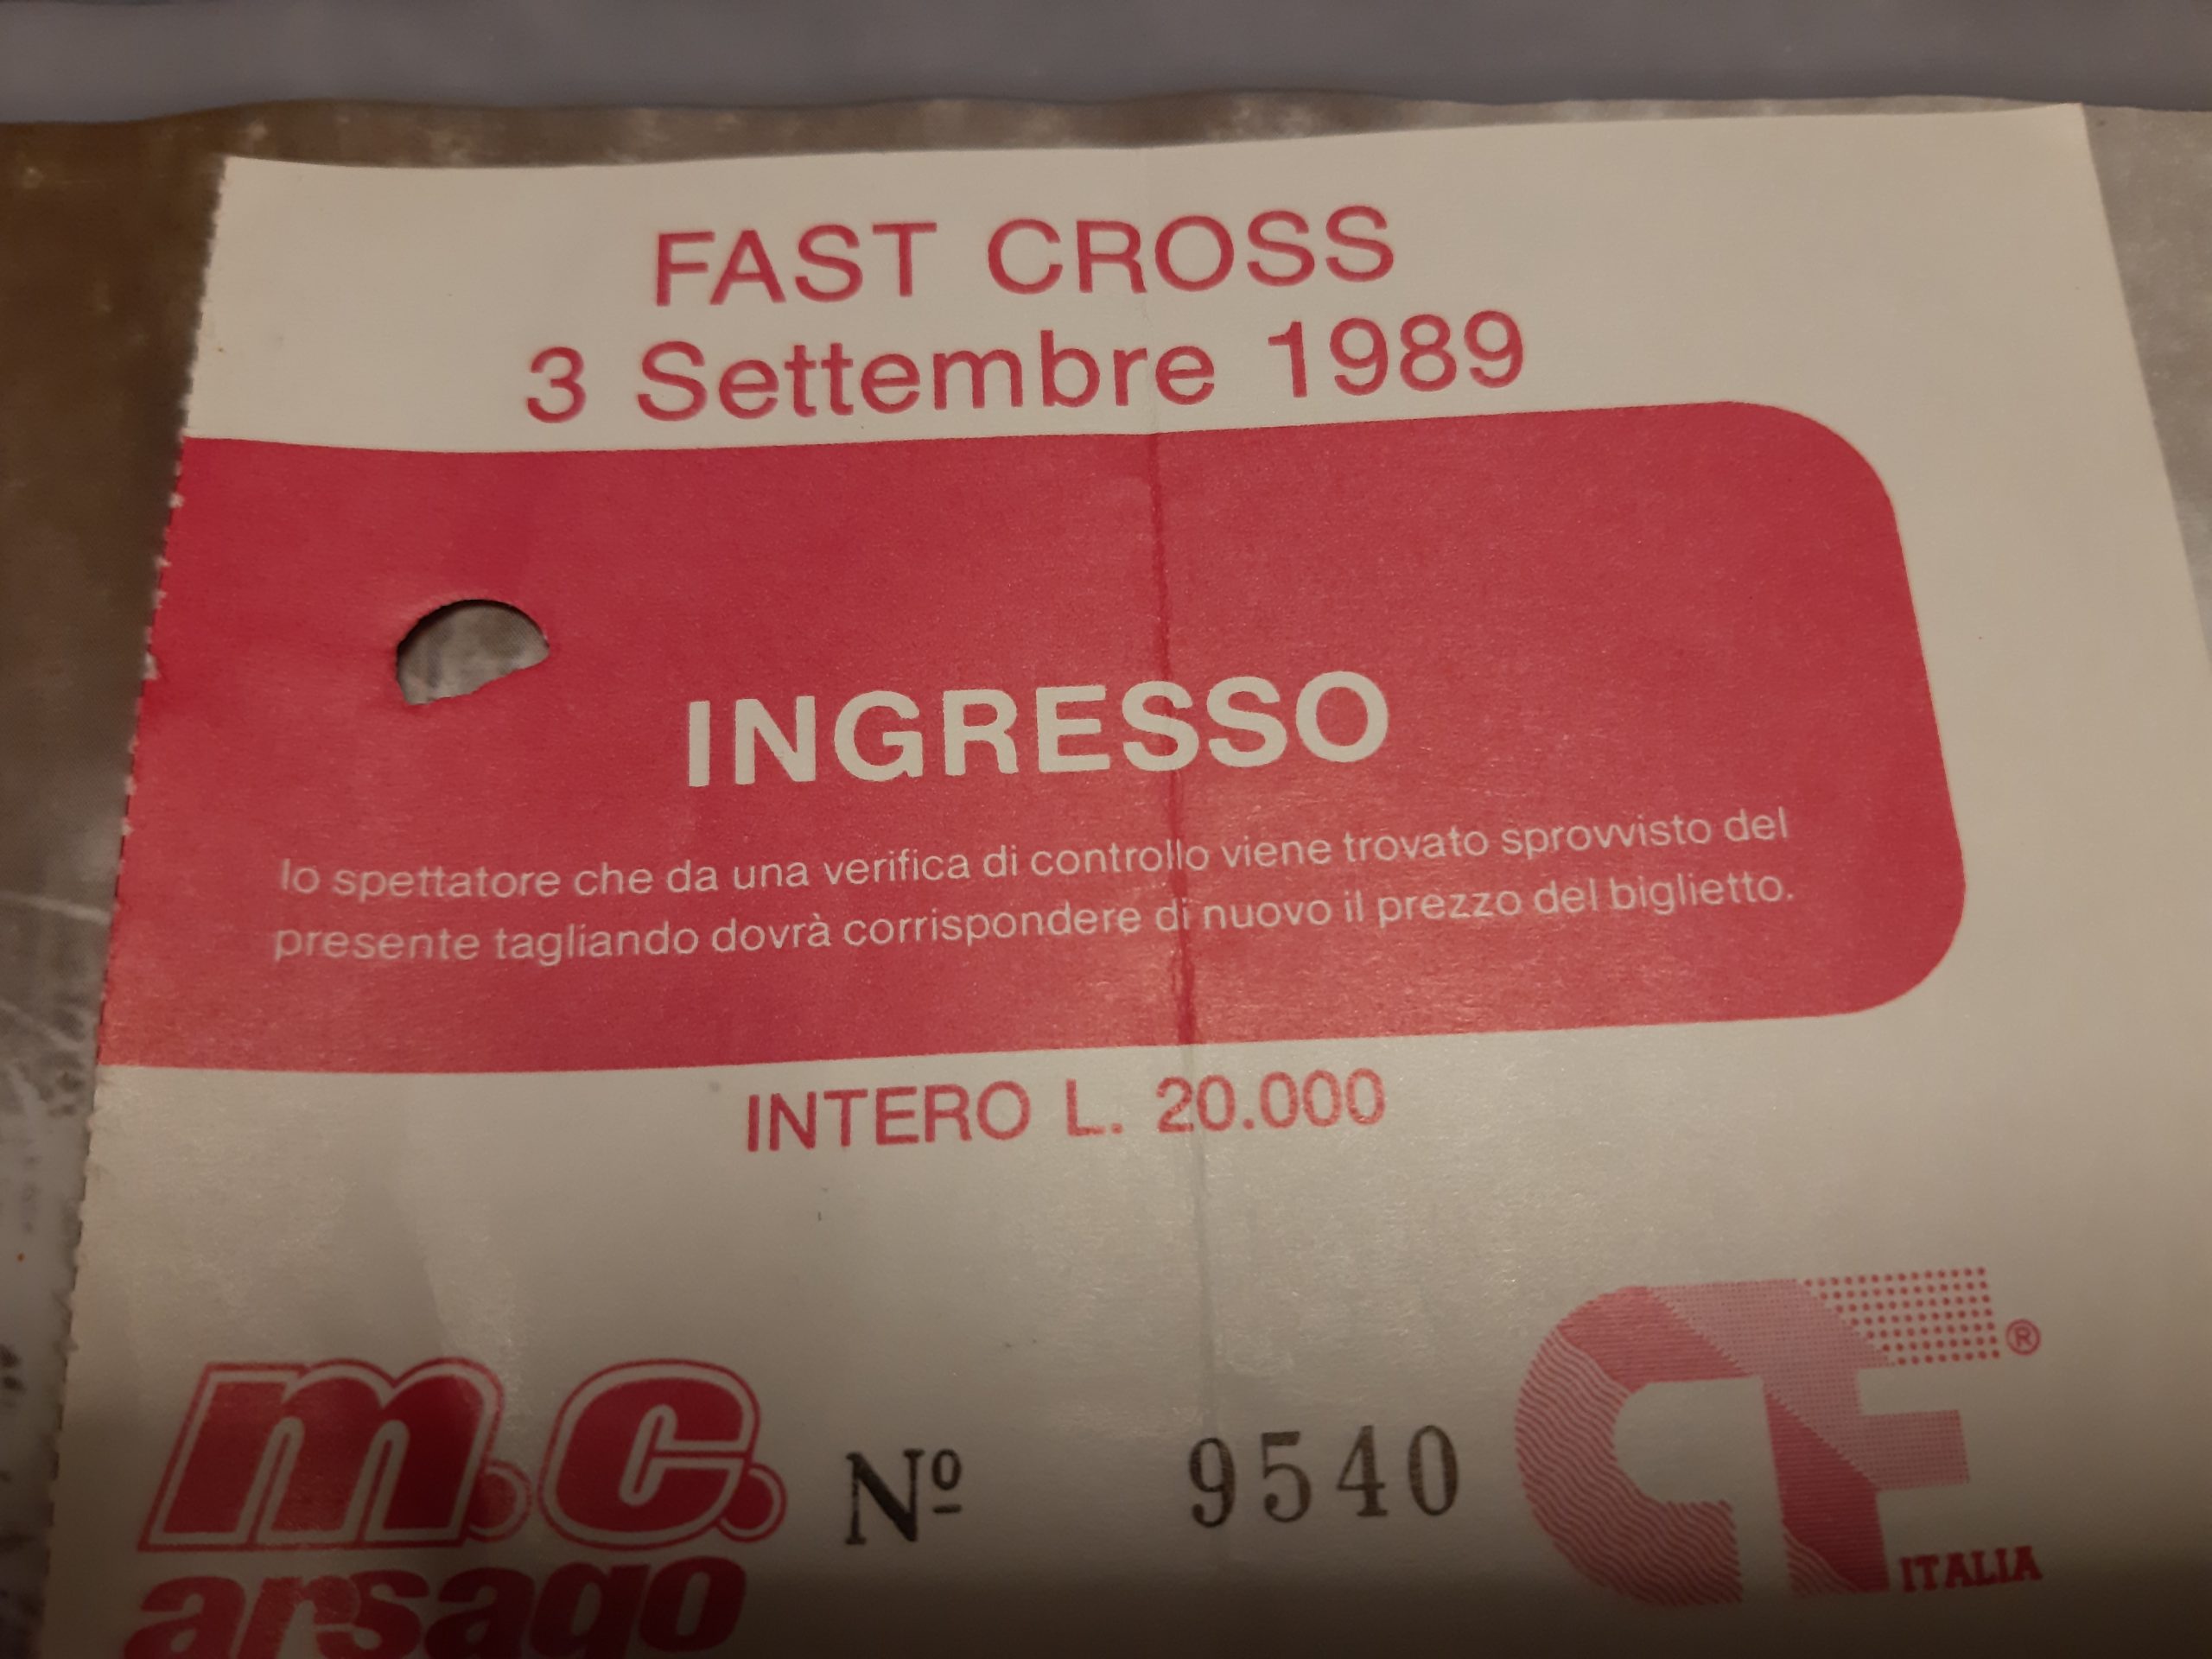 FAST CROSS
3 Settembre 1989
INGRESSO
lo spettatore che da una verifica di controllo viene trovato sprovvisto del
presente tagliando dovrà corrispondere di nuovo il prezzo del biglietto.
INTERO L. 20.000
m.c.
arsago
Nº 9540
CF
®
ITALIA